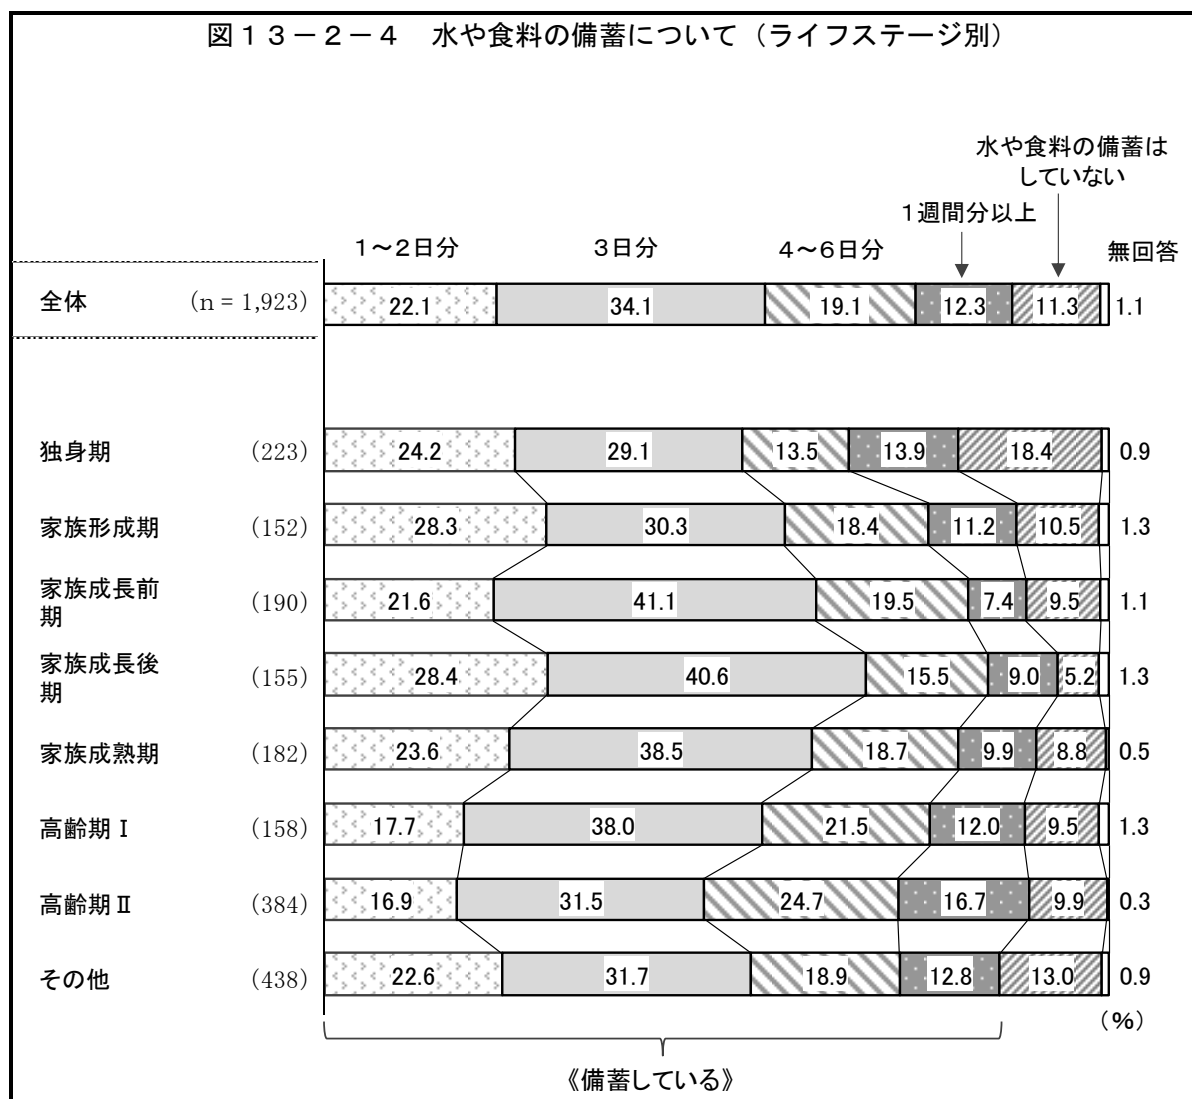 図13-2-4 水や食料の備蓄について(ライフステージ別)
水や食料の備蓄は
していない
1週間分以上
1~2日分 3日分 4~6日分 無回答
全体 (n = 1,923) 22.1 34.1 19.1 12.3 11.3 1.1
独身期 (223) 24.2 29.1 13.5 13.9 18.4 0.9
家族形成期 (152) 28.3 30.3 18.4 11.2 10.5 1.3
家族成長前
期 (190) 21.6 41.1 19.5 7.4 9.5 1.1
家族成長後
期 (155) 28.4 40.6 15.5 9.0 5.2 1.3
家族成熟期 (182) 23.6 38.5 18.7 9.9 8.8 0.5
高齢期Ⅰ (158) 17.7 38.0 21.5 12.0 9.5 1.3
高齢期Ⅱ (384) 16.9 31.5 24.7 16.7 9.9 0.3
その他 (438) 22.6 31.7 18.9 12.8 13.0 0.9
(%)
《備蓄している》